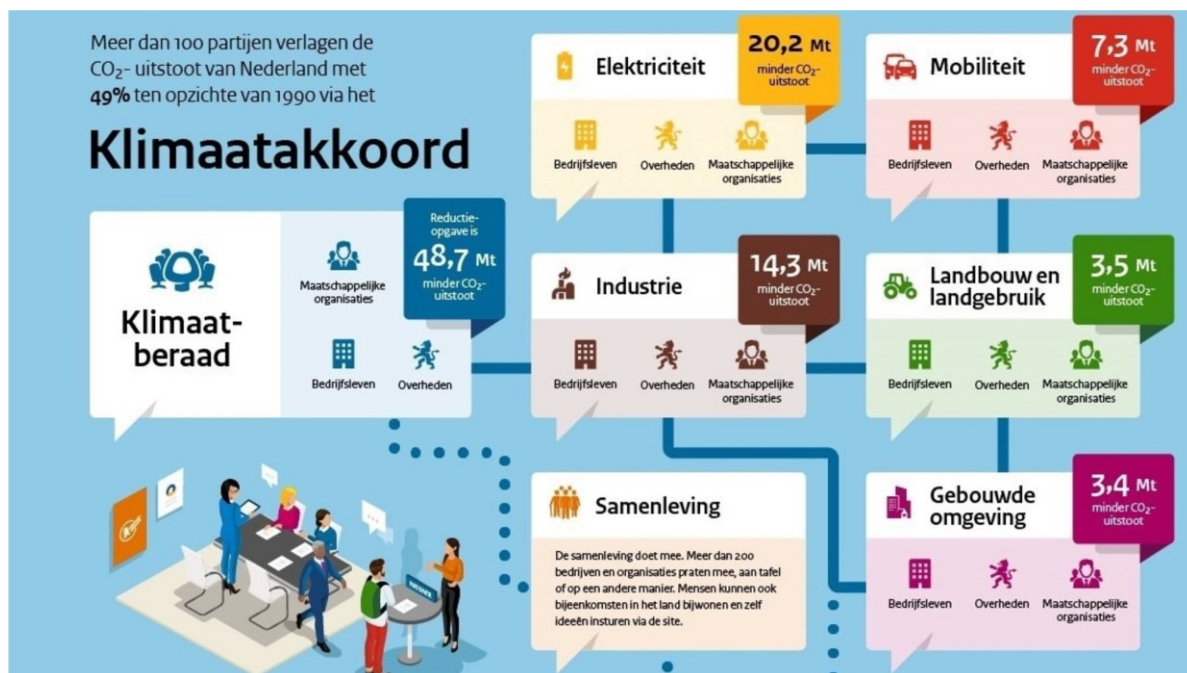 Meer dan 100 partijen verlagen de
CO₂- uitstoot van Nederland met
49% ten opzichte van 1990 via het
Klimaatakkoord
Klimaat-
beraad
Maatschappelijke
organisaties
Bedrijfsleven
Overheden
Reductie-
opgave is
48,7 Mt
minder CO₂-
uitstoot
Elektriciteit
20,2 Mt
minder CO₂-
uitstoot
Bedrijfsleven
Overheden
Maatschappelijke
organisaties
Mobiliteit
7,3 Mt
minder CO₂-
uitstoot
Bedrijfsleven
Overheden
Maatschappelijke
organisaties
Industrie
14,3 Mt
minder CO₂-
uitstoot
Bedrijfsleven
Overheden
Maatschappelijke
organisaties
Landbouw en
landgebruik
3,5 Mt
minder CO₂-
uitstoot
Bedrijfsleven
Overheden
Maatschappelijke
organisaties
Samenleving
De samenleving doet mee. Meer dan 200
bedrijven en organisaties praten mee, aan tafel
of op een andere manier. Mensen kunnen ook
bijeenkomsten in het land bijwonen en zelf
ideeën insturen via de site.
Gebouwde
omgeving
3,4 Mt
minder CO₂-
uitstoot
Bedrijfsleven
Overheden
Maatschappelijke
organisaties